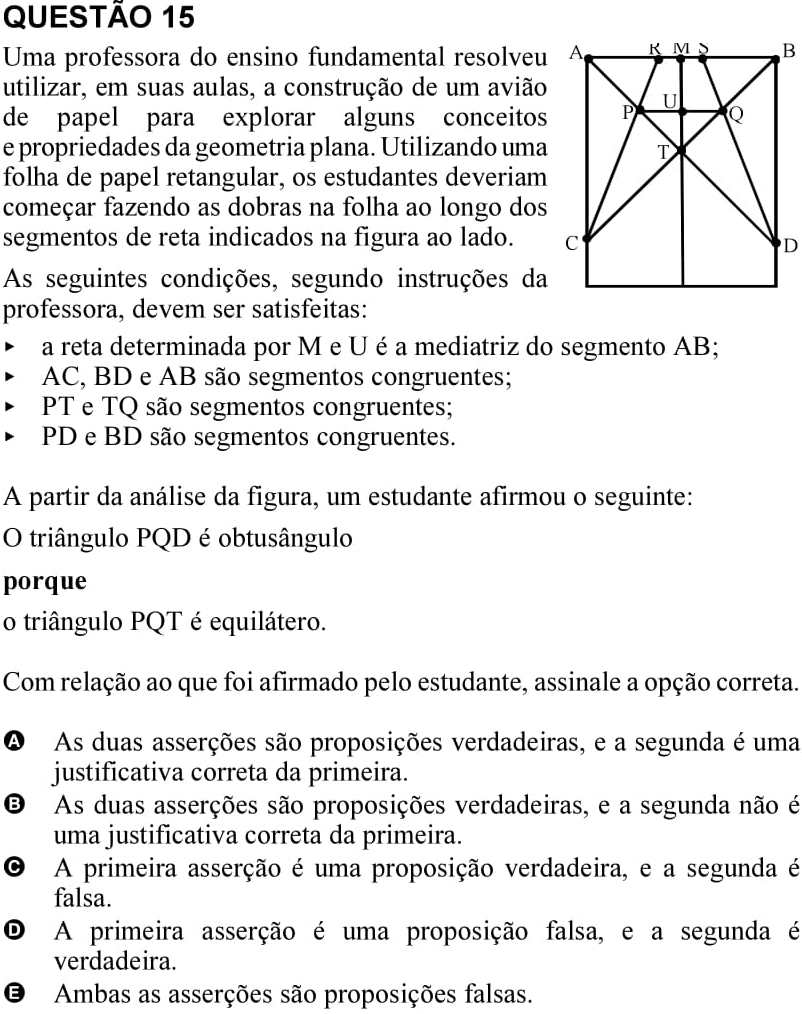 QUESTÃO 15
Uma professora do ensino fundamental resolveu
utilizar, em suas aulas, a construção de um avião
de papel para explorar alguns conceitos
e propriedades da geometria plana. Utilizando uma
folha de papel retangular, os estudantes deveriam
começar fazendo as dobras na folha ao longo dos
segmentos de reta indicados na figura ao lado.
A R M S B
P U Q
T
C D
As seguintes condições, segundo instruções da
professora, devem ser satisfeitas:
‣ a reta determinada por M e U é a mediatriz do segmento AB;
‣ AC, BD e AB são segmentos congruentes;
‣ PT e TQ são segmentos congruentes;
‣ PD e BD são segmentos congruentes.
A partir da análise da figura, um estudante afirmou o seguinte:
O triângulo PQD é obtusângulo
porque
o triângulo PQT é equilátero.
Com relação ao que foi afirmado pelo estudante, assinale a opção correta.
A As duas asserções são proposições verdadeiras, e a segunda é uma
justificativa correta da primeira.
B As duas asserções são proposições verdadeiras, e a segunda não é
uma justificativa correta da primeira.
C A primeira asserção é uma proposição verdadeira, e a segunda é
falsa.
D A primeira asserção é uma proposição falsa, e a segunda é
verdadeira.
E Ambas as asserções são proposições falsas.